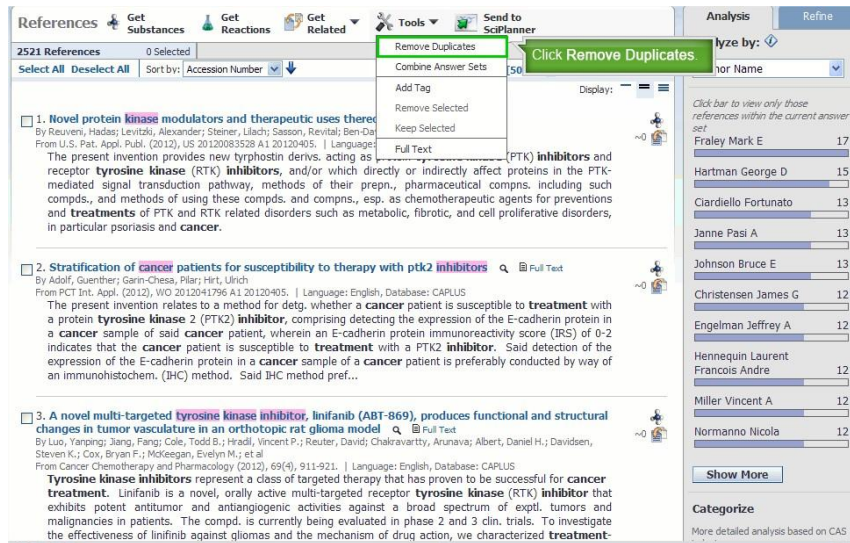 References
Get Substances
Get Reactions
Get Related
Tools
Send to SciPlanner
2521 References
0 Selected
Select All Deselect All
Sort by: Accession Number
Display:
Remove Duplicates
Combine Answer Sets
Add Tag
Remove Selected
Keep Selected
Full Text
Click Remove Duplicates.
1. Novel protein kinase modulators and therapeutic uses
By Reuveni, Hadas; Levitzki, Alexander; Steiner, Lilach; Sasson, Revital;
From U.S. Pat. Appl. Publ. (2012), US 20120083528 A1 20120405. | Language:
The present invention provides new tyrphostin derivs. acting as (PTK) inhibitors and
receptor tyrosine kinase (RTK) inhibitors, and/or which directly or indirectly affect proteins in the PTK-
mediated signal transduction pathway, methods of their prepn., pharmaceutical compns. including such
compds., and methods of using these compds. and compns., esp. as chemotherapeutic agents for preventions
and treatments of PTK and RTK related disorders such as metabolic, fibrotic, and cell proliferative disorders,
in particular psoriasis and cancer.
~0
2. Stratification of cancer patients for susceptibility to therapy with ptk2 inhibitors Full Text
By Adolf, Guenther; Garin-Chesa, Pilar; Hirt, Ulrich
From PCT Int. Appl. (2012), WO 2012041796 A1 20120405. | Language: English, Database: CAPLUS
The present invention relates to a method for detg. whether a cancer patient is susceptible to treatment with
a protein tyrosine kinase 2 (PTK2) inhibitor, comprising detecting the expression of the E-cadherin protein in
a cancer sample of said cancer patient, wherein an E-cadherin protein immunoreactivity score (IRS) of 0-2
indicates that the cancer patient is susceptible to treatment with a PTK2 inhibitor. Said detection of the
expression of the E-cadherin protein in a cancer sample of a cancer patient is preferably conducted by way of
an immunohistochem. (IHC) method. Said IHC method pref...
~0
3. A novel multi-targeted tyrosine kinase inhibitor, linifanib (ABT-869), produces functional and structural
changes in tumor vasculature in an orthotopic rat glioma model Full Text
By Luo, Yanping; Jiang, Fang; Cole, Todd B.; Hradil, Vincent P.; Reuter, David; Chakravartty, Arunava; Albert, Daniel H.; Davidsen,
Steven K.; Cox, Bryan F.; McKeegan, Evelyn M.; et al
From Cancer Chemotherapy and Pharmacology (2012), 69(4), 911-921. | Language: English, Database: CAPLUS
Tyrosine kinase inhibitors represent a class of targeted therapy that has proven to be successful for cancer
treatment. Linifanib is a novel, orally active multi-targeted receptor tyrosine kinase (RTK) inhibitor that
exhibits potent antitumor and antiangiogenic activities against a broad spectrum of exptl. tumors and
malignancies in patients. The compd. is currently being evaluated in phase 2 and 3 clin. trials. To investigate
the effectiveness of linifinib against gliomas and the mechanism of drug action, we characterized treatment-
~0
Analysis
Refine
by:
Name
Click bar to view only those
references within the current answer
set
Fraley Mark E 17
Hartman George D 15
Ciardiello Fortunato 13
Janne Pasi A 13
Johnson Bruce E 13
Christensen James G 12
Engelman Jeffrey A 12
Hennequin Laurent
Francois Andre 12
Miller Vincent A 12
Normanno Nicola 12
Show More
Categorize
More detailed analysis based on CAS